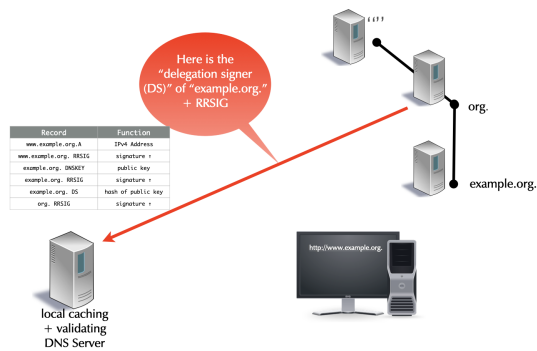 “.”
Here is the
“delegation signer
(DS)” of “example.org.”
+ RRSIG
org.
Record Function
www.example.org.A IPv4 Address
www.example.org. RRSIG signature ↑
example.org. DNSKEY public key
example.org. RRSIG signature ↑
example.org. DS hash of public key
org. RRSIG signature ↑
example.org.
http://www.example.org.
local caching
+ validating
DNS Server